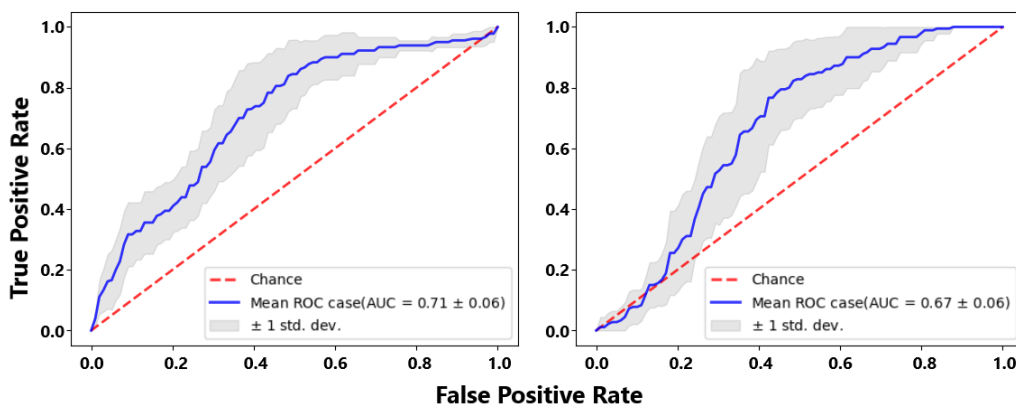 1.0
0.8
0.6
0.4
0.2
0.0
0.0 0.2 0.4 0.6 0.8 1.0
Chance
Mean ROC case(AUC = 0.71 ± 0.06)
± 1 std. dev.
1.0
0.8
0.6
0.4
0.2
0.0
0.0 0.2 0.4 0.6 0.8 1.0
Chance
Mean ROC case(AUC = 0.67 ± 0.06)
± 1 std. dev.
True Positive Rate
False Positive Rate